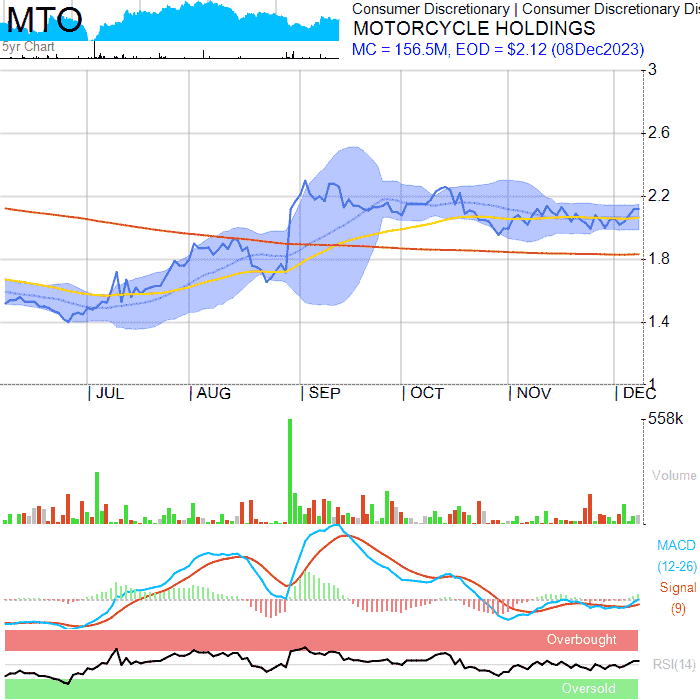 MTO
5yr Chart
Consumer Discretionary | Consumer Discretionary Dis
MOTORCYCLE HOLDINGS
MC = 156.5M, EOD = $2.12 (08Dec2023)
3
2.6
2.2
1.8
1.4
1
JUL AUG SEP OCT NOV DEC
558k
Volume
MACD
(12-26)
Signal
(9)
Overbought
RSI(14)
Oversold